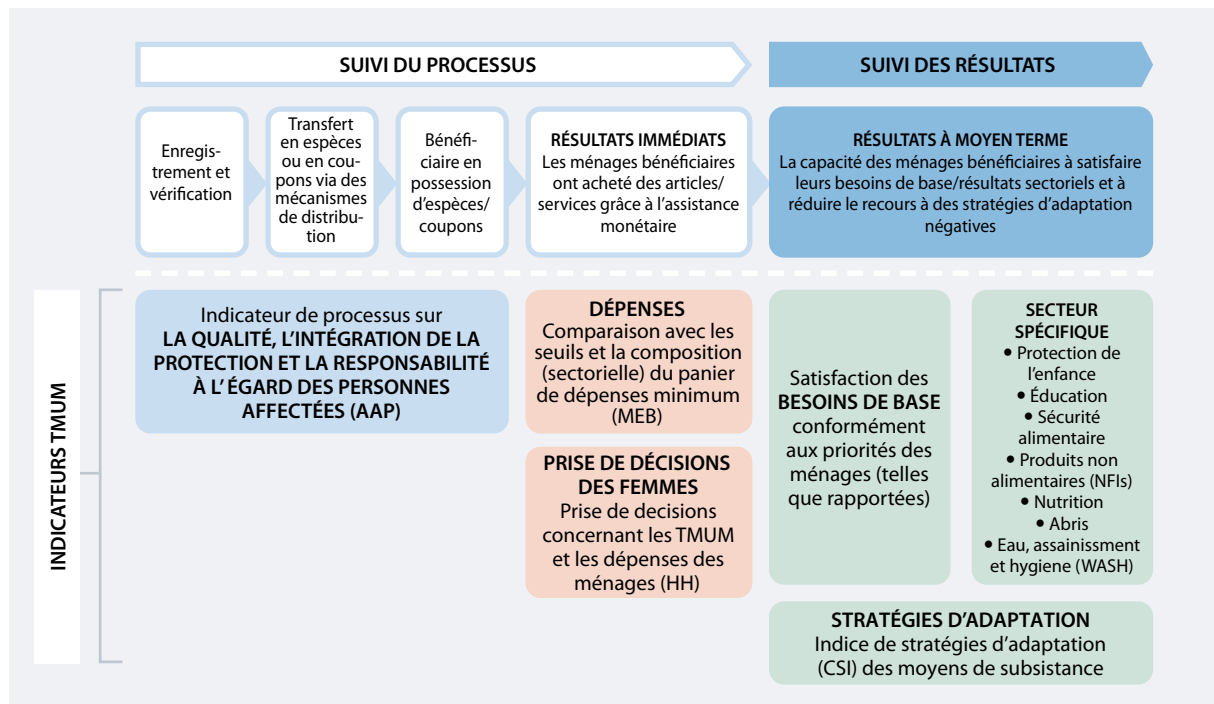 SUIVI DU PROCESSUS
SUIVI DES RÉSULTATS
Enregis-
trement et
vérification
Transfert
en espèces
ou en cou-
pons via des
mécanismes
de distribu-
tion
Bénéfi-
ciaire en
possession
d'espèces/
coupons
RÉSULTATS IMMÉDIATS
Les ménages bénéficiaires
ont acheté des articles/
services grâce à l'assistance
monétaire
RÉSULTATS À MOYEN TERME
La capacité des ménages bénéficiaires à satisfaire
leurs besoins de base/résultats sectoriels et à
réduire le recours à des stratégies d'adaptation
négatives
INDICATEURS TMUM
Indicateur de processus sur
LA QUALITÉ, L'INTÉGRATION DE LA
PROTECTION ET LA RESPONSABILITÉ
À L' ÉGARD DES PERSONNES
AFFECTÉES (AAP)
DÉPENSES
Comparaison avec les
seuils et la composition
(sectorielle) du panier
de dépenses minimum
(MEB)
PRISE DE DÉCISIONS
DES FEMMES
Prise de decisions
concernant les TMUM
et les dépenses des
ménages (HH)
Satisfaction des
BESOINS DE BASE
conformément
aux priorités des
ménages (telles
que rapportées)
SECTEUR
SPÉCIFIQUE
• Protection de
l'enfance
• Éducation
• Sécurité
alimentaire
• Produits non
alimentaires (NFIs)
• Nutrition
• Abris
• Eau, assainissment
et hygiene (WASH)
STRATÉGIES D'ADAPTATION
Indice de stratégies d'adaptation
(CSI) des moyens de subsistance